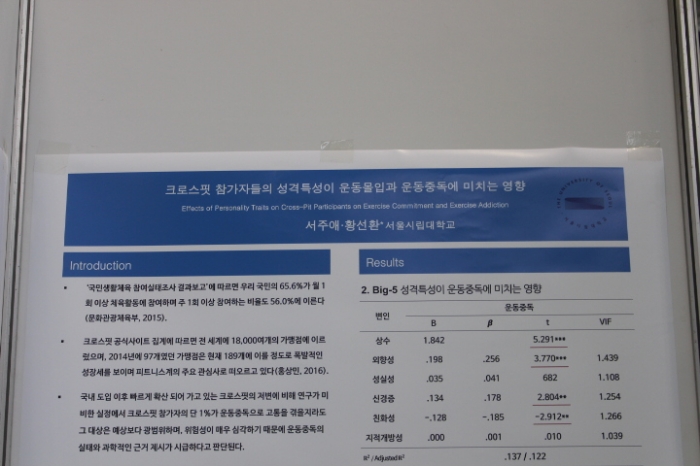 크로스핏 참가자들의 성격특성이 운동몰입과 운동중독에 미치는 영향
Effects of Personality Traits on Cross-Pit Participants on Exercise Commitment and Exercise Addiction
서주애·황선환* 서울시립대학교
Introduction
• '국민생활체육 참여실태조사 결과보고'에 따르면 우리 국민의 65.6%가 월 1
회 이상 체육활동에 참여하며 주 1회 이상 참여하는 비율도 56.0%에 이른다
(문화관광체육부, 2015).
• 크로스핏 공식사이트 집계에 따르면 전 세계에 18,000여개의 가맹점에 이르
렀으며, 2014년에 97개였던 가맹점은 현재 189개에 이를 정도로 폭발적인
성장세를 보이며 피트니스계의 주요 관심사로 떠오르고 있다(홍상민, 2016).
• 국내 도입 이후 빠르게 확산 되어 가고 있는 크로스핏의 저변에 비해 연구가 미
비한 실정에서 크로스핏 참가자의 단 1%가 운동중독으로 고통을 겪을지라도
그 대상은 예상보다 광범위하며, 위험성이 매우 심각하기 때문에 운동중독의
실태와 과학적인 근거 제시가 시급하다고 판단된다.
Results
2. Big-5 성격특성이 운동중독에 미치는 영향
변인 운동중독
B β t VIF
상수 1.842 5.291***
외향성 .198 .256 3.770*** 1.439
성실성 .035 .041 682 1.108
신경증 .134 .178 2.804** 1.254
친화성 -.128 -.185 -2.912** 1.266
지적개방성 .000 .001 .010 1.039
R² / Adjusted R² .137 / .122